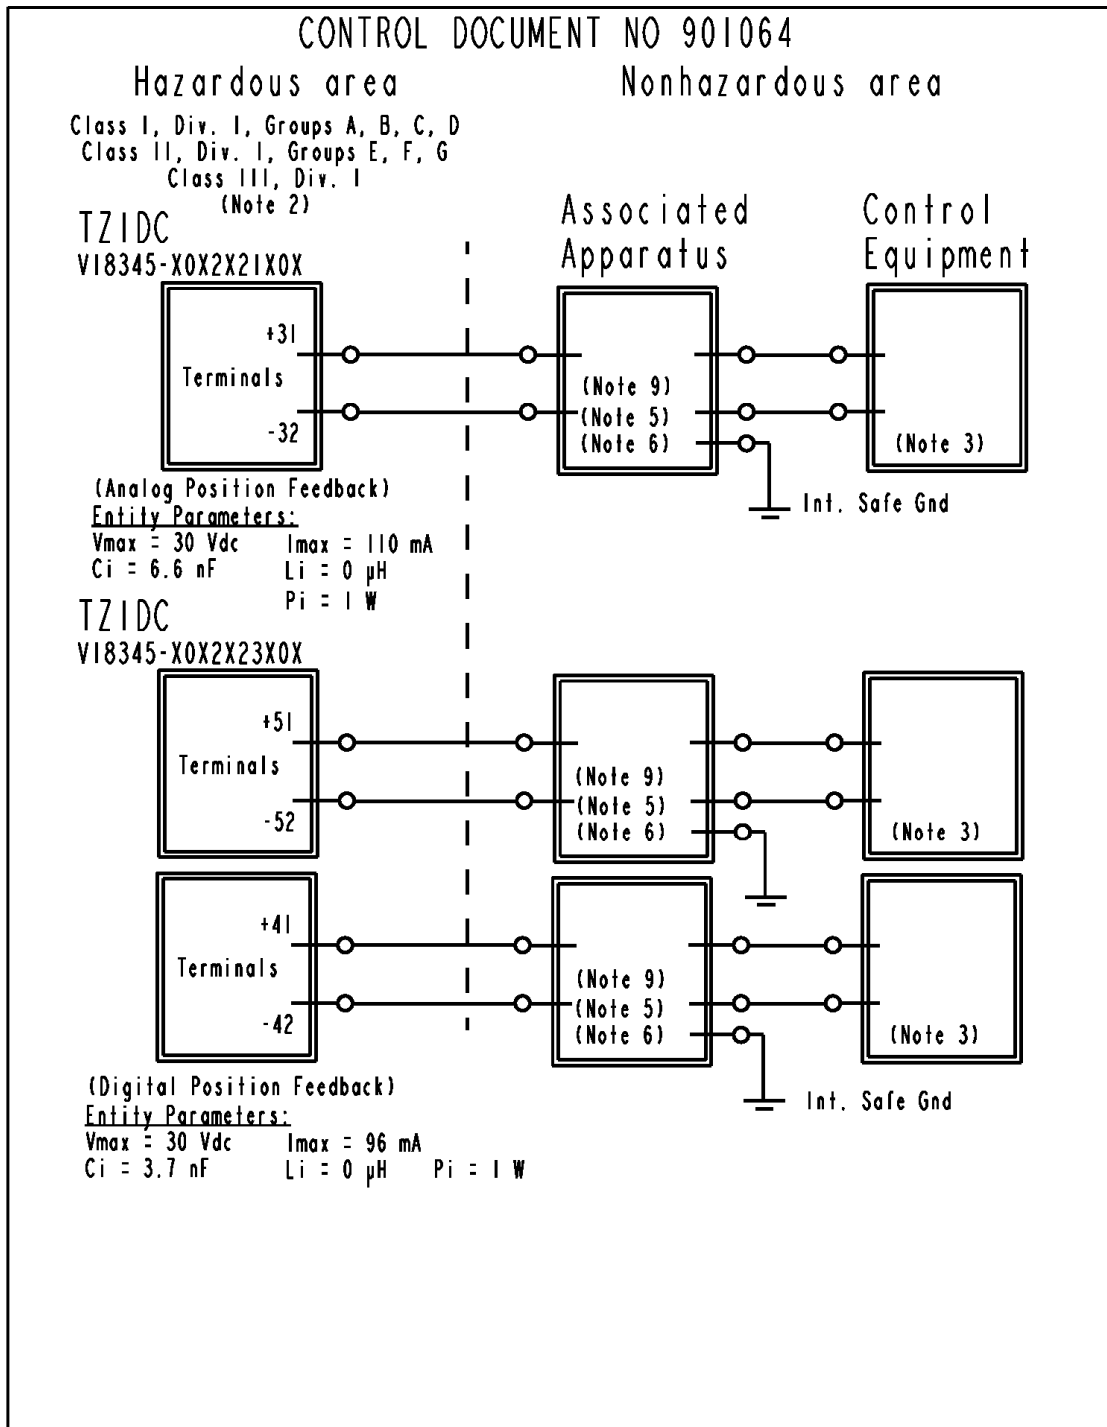 CONTROL DOCUMENT NO 901064
Hazardous area
Nonhazardous area
Class I, Div. I, Groups A, B, C, D
Class II, Div. I, Groups E, F, G
Class III, Div. I
(Note 2)
TZIDC
V18345-X0X2X21X0X
Associated
Apparatus
Control
Equipment
+31
Terminals
-32
(Note 9)
(Note 5)
(Note 6)
(Note 3)
Int. Safe Gnd
(Analog Position Feedback)
Entity Parameters:
Vmax = 30 Vdc Imax = 110 mA
Ci = 6.6 nF Li = 0 µH
Pi = 1 W
TZIDC
V18345-X0X2X23X0X
+51
Terminals
-52
(Note 9)
(Note 5)
(Note 6)
(Note 3)
+41
Terminals
-42
(Note 9)
(Note 5)
(Note 6)
(Note 3)
Int. Safe Gnd
(Digital Position Feedback)
Entity Parameters:
Vmax = 30 Vdc Imax = 96 mA
Ci = 3.7 nF Li = 0 µH Pi = 1 W